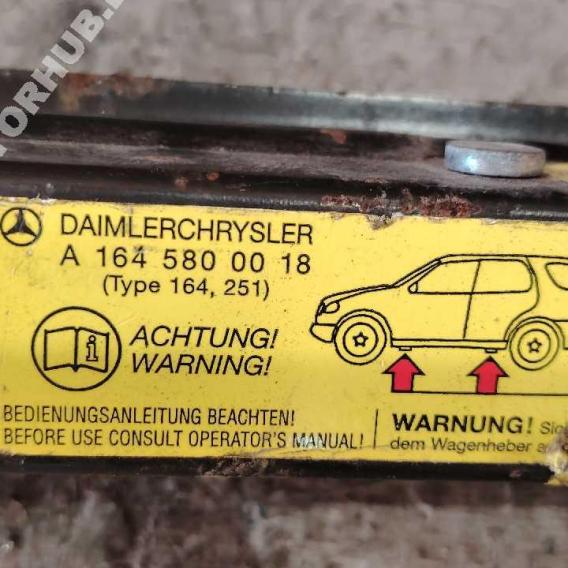 DAIMLERCHRYSLER
A 164 580 00 18
(Type 164, 251)
ACHTUNG!
WARNING!
BEDIENUNGSANLEITUNG BEACHTEN!
BEFORE USE CONSULT OPERATOR'S MANUAL!
WARNUNG!
dem Wagenheber